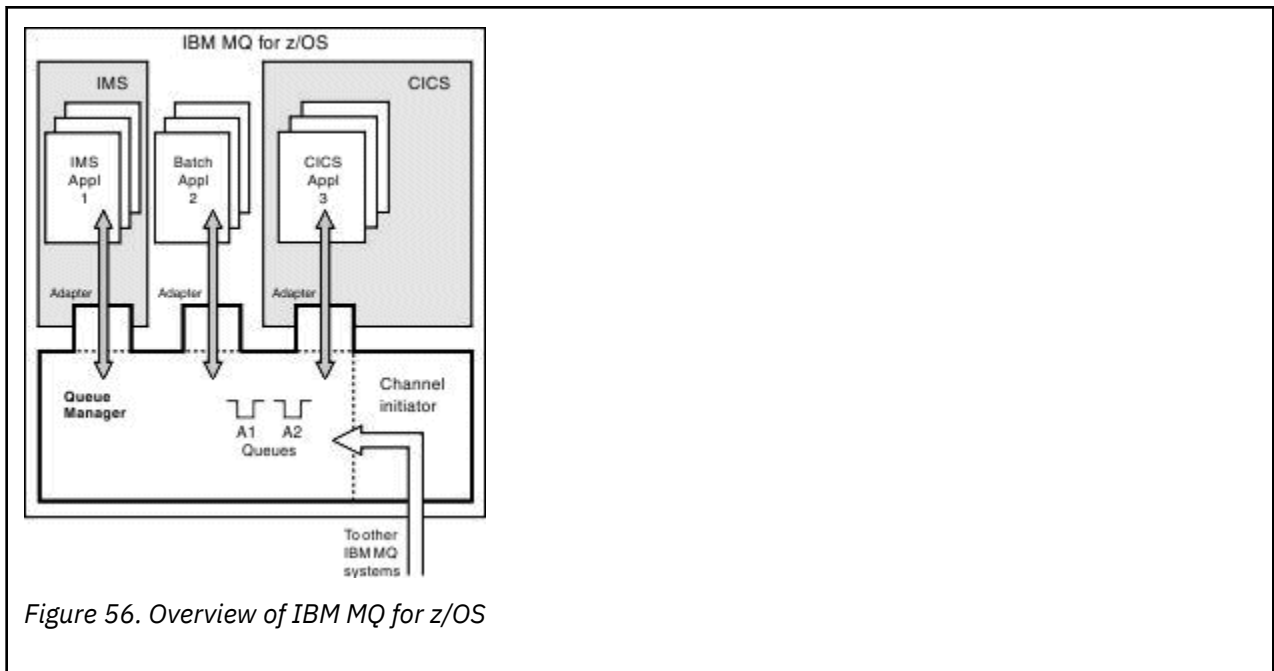 IBM MQ for z/OS
IMS
CICS
IMS
Appl
1
Batch
Appl
2
CICS
Appl
3
Adapter
Adapter
Adapter
Queue
Manager
A1
A2
Queues
Channel
initiator
To other
IBM MQ
systems
Figure 56. Overview of IBM MQ for z/OS